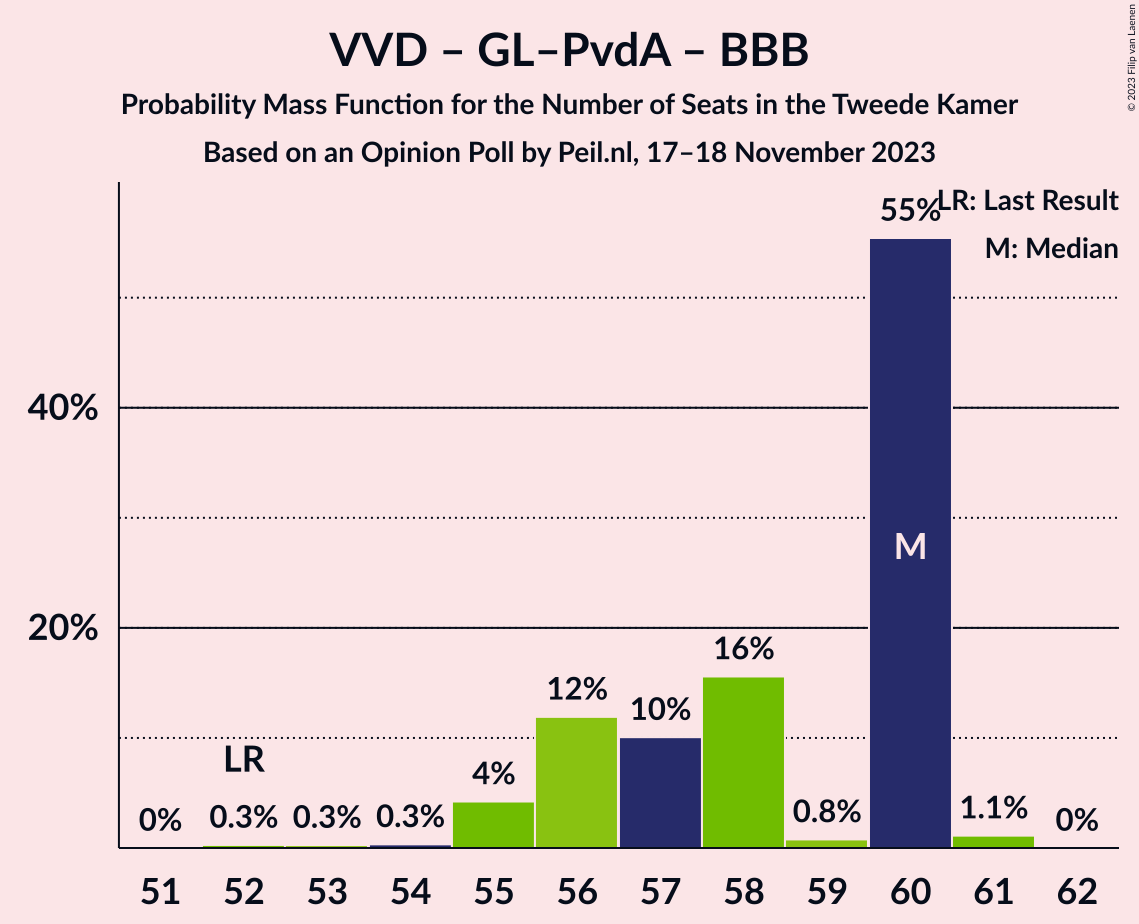 VVD – GL–PvdA – BBB
Probability Mass Function for the Number of Seats in the Tweede Kamer
Based on an Opinion Poll by Peil.nl, 17–18 November 2023
© 2023 Filip van Laenen
LR: Last Result
M: Median
40%
20%
0%
0.3%
0.3%
0.3%
4%
12%
10%
16%
0.8%
55%
1.1%
0%
LR
M
51 52 53 54 55 56 57 58 59 60 61 62